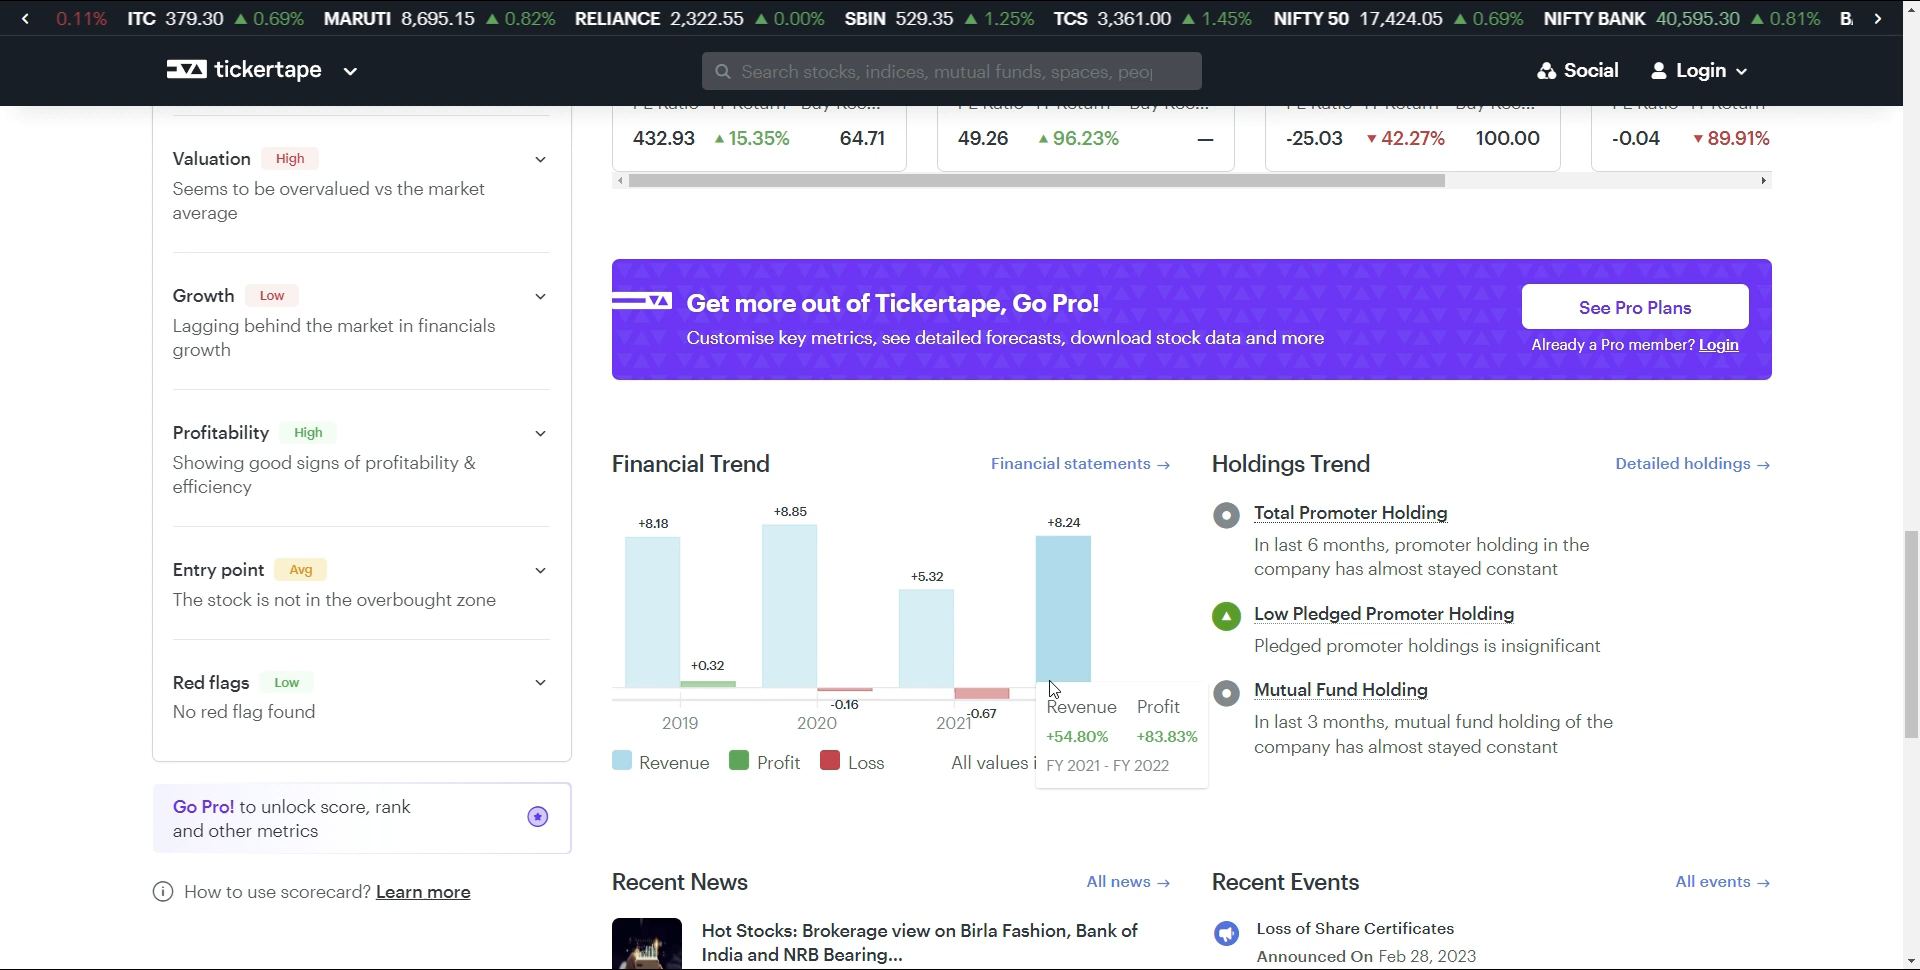 0.11% ITC 379.30 ▲ 0.69% MARUTI 8,695.15 ▲ 0.82% RELIANCE 2,322.55 ▲ 0.00% SBIN 529.35 ▲ 1.25% TCS 3,361.00 ▲ 1.45% NIFTY 50 17,424.05 ▲ 0.69% NIFTY BANK 40,595.30 ▲ 0.81%
tickertape
Search stocks, indices, mutual funds, spaces,
Social
Login
432.93 ▲ 15.35% 64.71
49.26 ▲ 96.23% —
-25.03 ▼ 42.27% 100.00
-0.04 ▼ 89.91%
Valuation High
Seems to be overvalued vs the market
average
Growth Low
Lagging behind the market in financials
growth
Profitability High
Showing good signs of profitability &
efficiency
Entry point Avg
The stock is not in the overbought zone
Red flags Low
No red flag found
Go Pro! to unlock score, rank
and other metrics
How to use scorecard? Learn more
Get more out of Tickertape, Go Pro!
Customise key metrics, see detailed forecasts, download stock data and more
See Pro Plans
Already a Pro member? Login
Financial Trend
Financial statements →
+8.18
+0.32
+8.85
-0.16
+5.32
-0.67
+8.24
2019 2020 2021
Revenue Profit
+54.80% +83.83%
FY 2021 - FY 2022
Revenue Profit Loss All values
Holdings Trend
Detailed holdings →
Total Promoter Holding
In last 6 months, promoter holding in the
company has almost stayed constant
Low Pledged Promoter Holding
Pledged promoter holdings is insignificant
Mutual Fund Holding
In last 3 months, mutual fund holding of the
company has almost stayed constant
Recent News
All news →
Hot Stocks: Brokerage view on Birla Fashion, Bank of
India and NRB Bearing...
Recent Events
All events →
Loss of Share Certificates
Announced On Feb 28, 2023